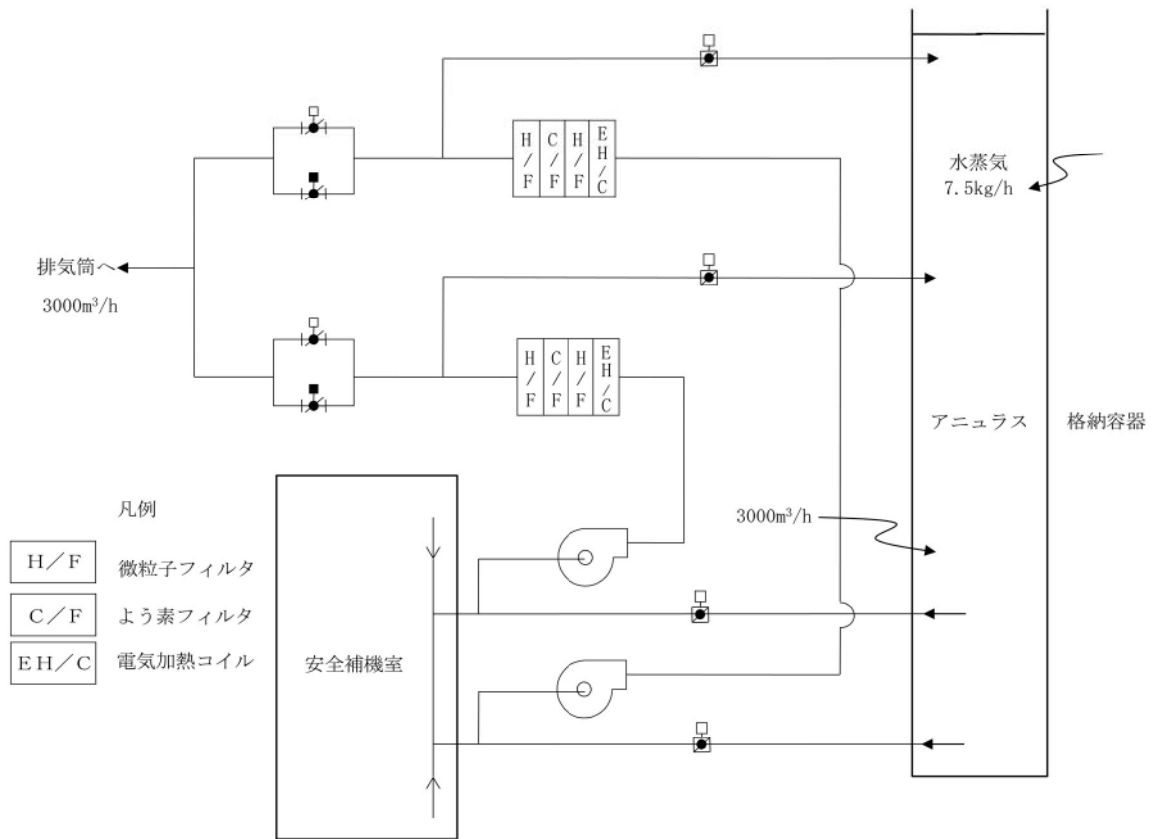 H/F
C/F
H/F
EH/C
水蒸気
7.5kg/h
排気筒へ
3000m³/h
H/F
C/F
H/F
EH/C
アニュラス
格納容器
3000m³/h
凡例
H/F
微粒子フィルタ
C/F
よう素フィルタ
EH/C
電気加熱コイル
安全補機室